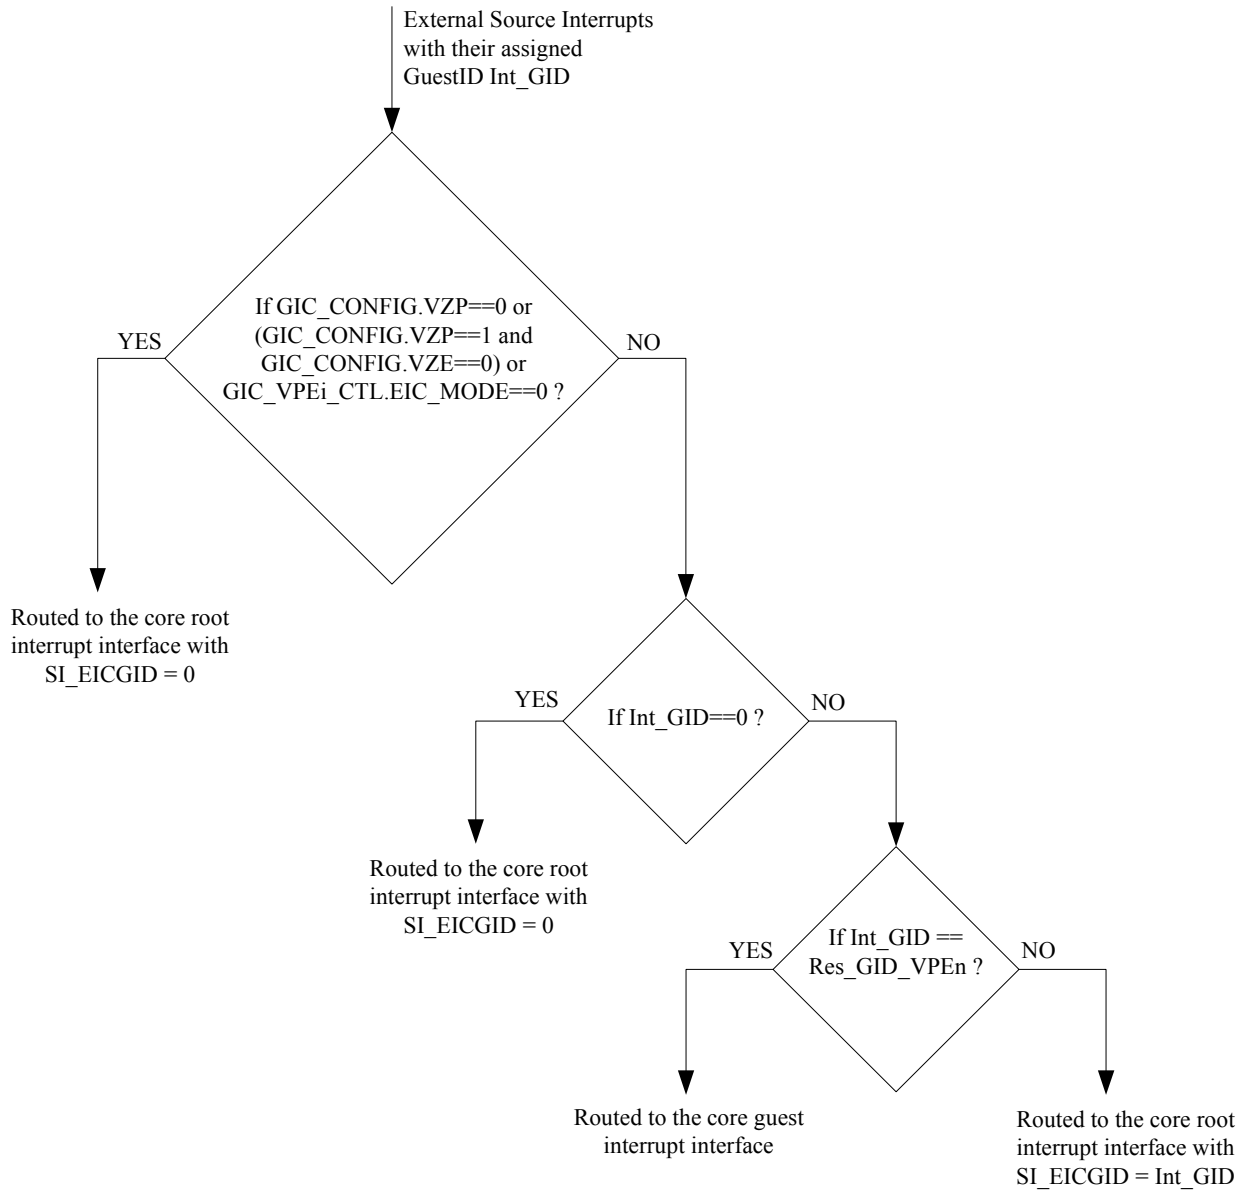 External Source Interrupts
with their assigned
GuestID Int_GID
If GIC_CONFIG.VZP==0 or
(GIC_CONFIG.VZP==1 and
GIC_CONFIG.VZE==0) or
GIC_VPEi_CTL.EIC_MODE==0 ?
YES
NO
Routed to the core root
interrupt interface with
SI_EICGID = 0
If Int_GID==0 ?
YES
NO
Routed to the core root
interrupt interface with
SI_EICGID = 0
If Int_GID ==
Res_GID_VPEn ?
YES
NO
Routed to the core guest
interrupt interface
Routed to the core root
interrupt interface with
SI_EICGID = Int_GID